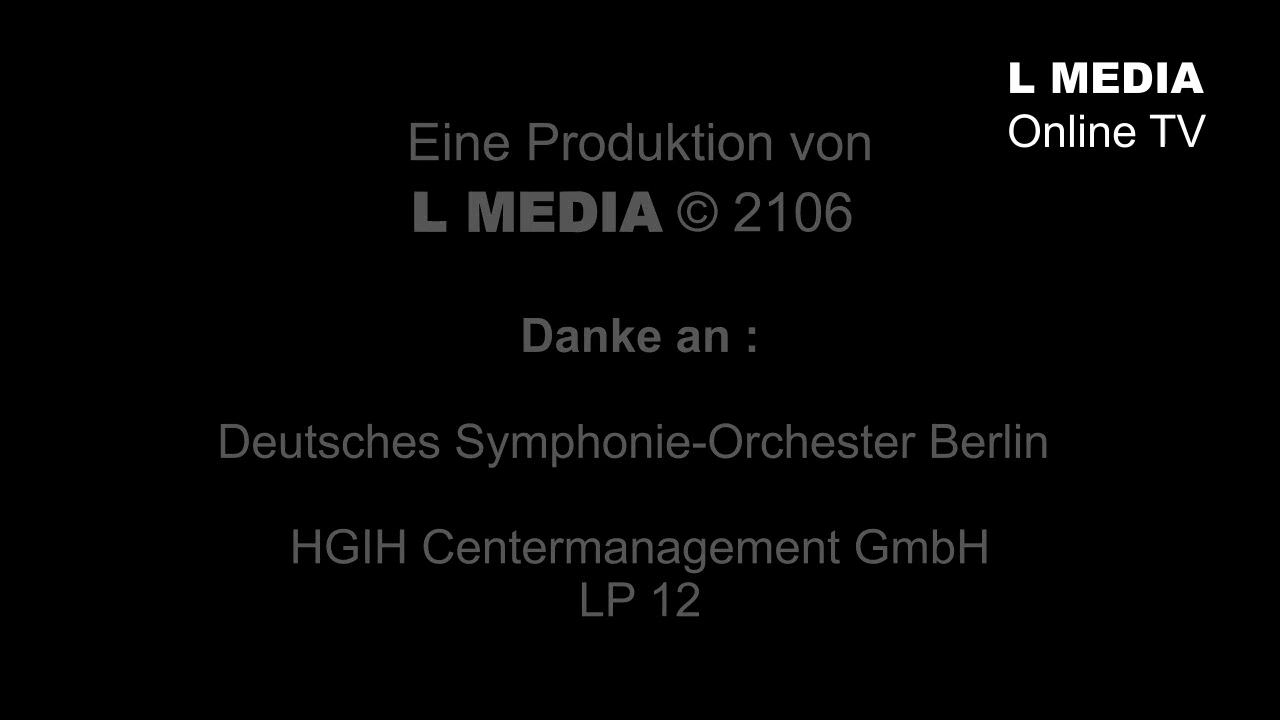 L MEDIA
Online TV
Eine Produktion von
L MEDIA © 2106
Danke an :
Deutsches Symphonie-Orchester Berlin
HGIH Centermanagement GmbH
LP 12